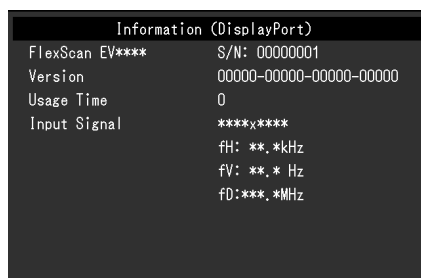 Information (DisplayPort)
FlexScan EV**** S/N: 00000001
Version 00000-00000-00000-00000
Usage Time 0
Input Signal ****x****
fH: **.*kHz
fV: **.* Hz
fD:***.*MHz